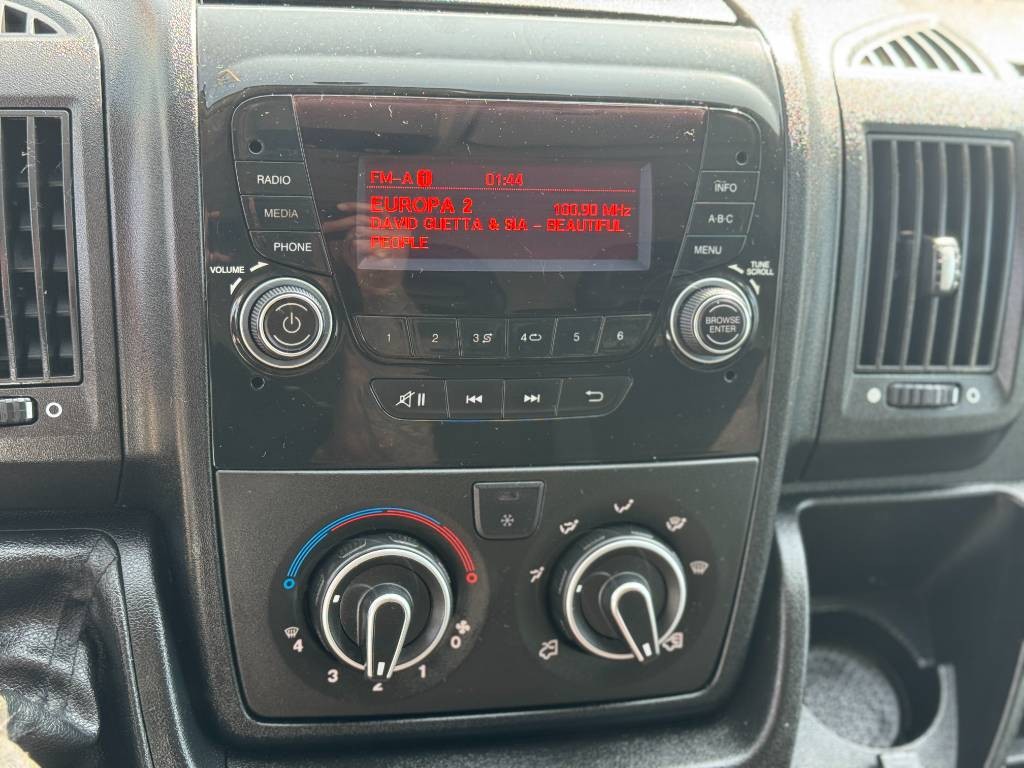 FM-A 1 01:44
EUROPA 2 100.90 MHz
DAVID GUETTA & SIA - BEAUTIFUL
PEOPLE
RADIO
MEDIA
PHONE
INFO
A·B·C
MENU
VOLUME
TUNE
SCROLL
BROWSE
ENTER
1 2 3 4 5 6
4 3 2 1 0